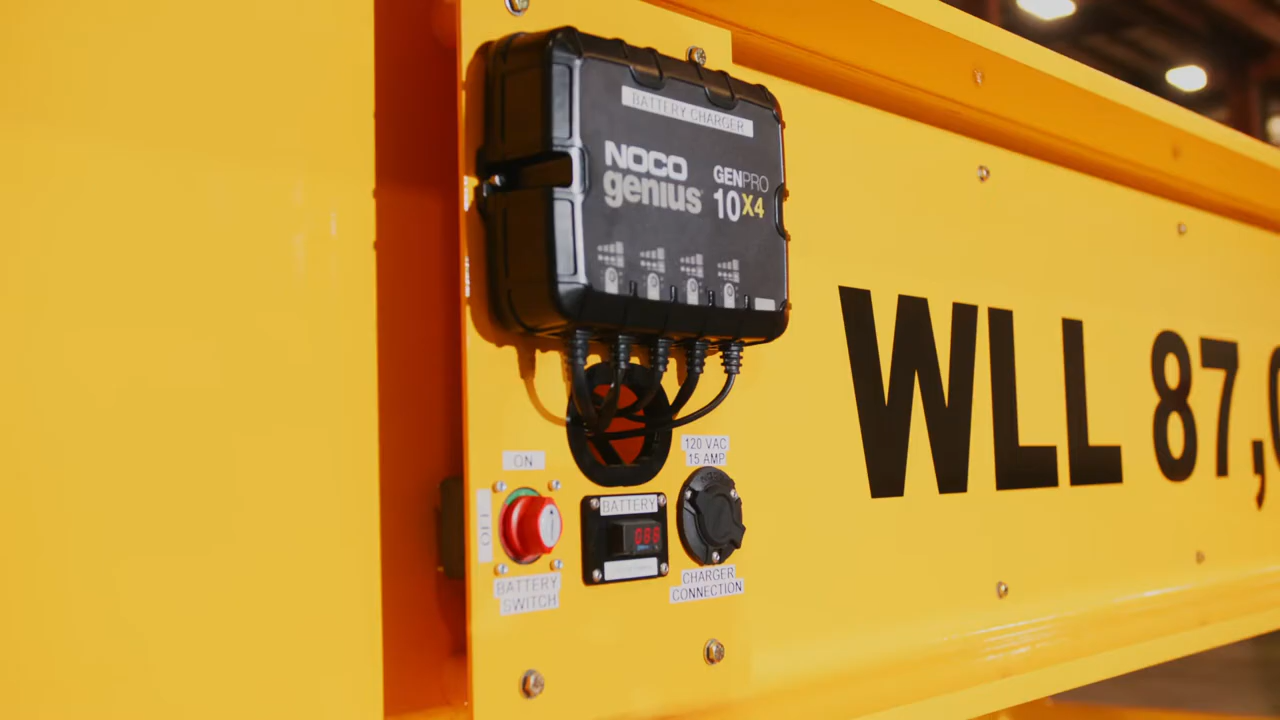 BATTERY CHARGER
NOCO
genius
GENPRO
10X4
WLL 87,
120 VAC
15 AMP
ON
OFF
BATTERY
BATTERY
SWITCH
CHARGER
CONNECTION